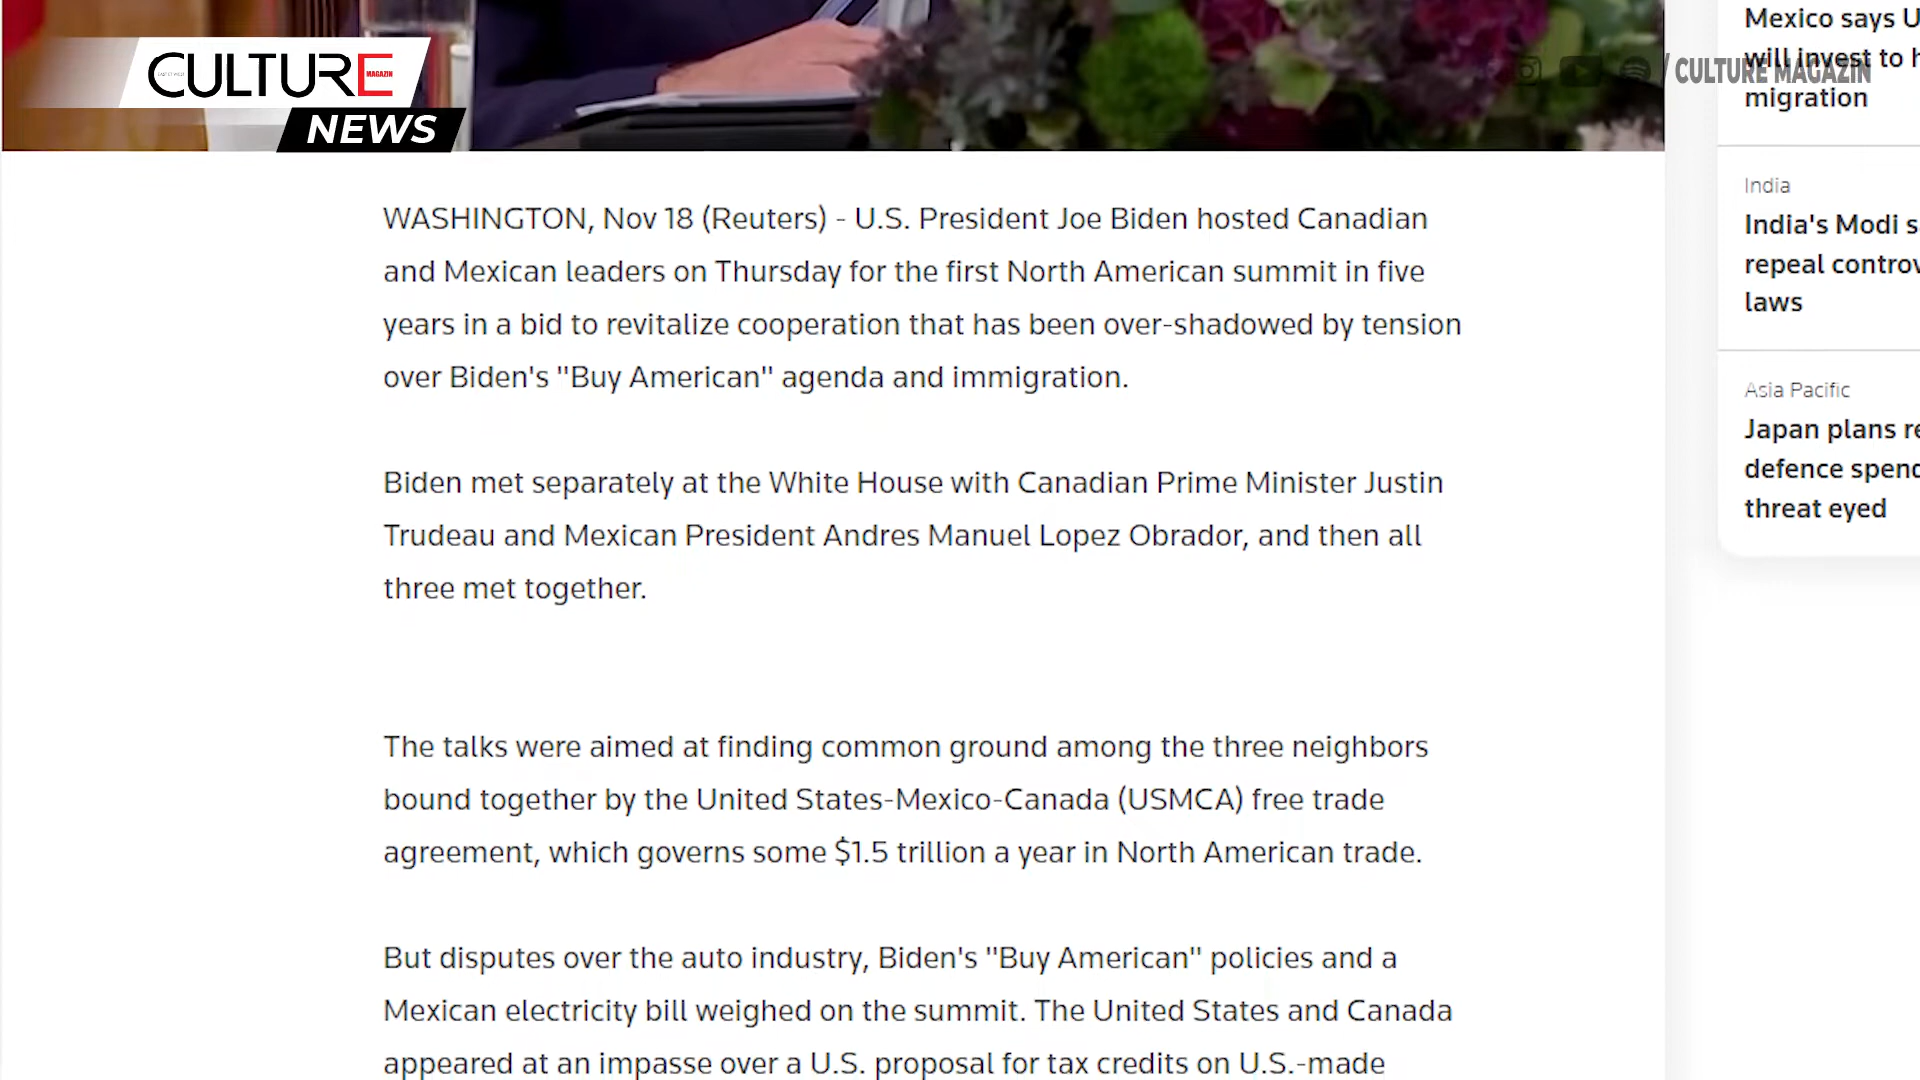 CULTURE
MAGAZIN
NEWS
/ CULTURE MAGAZIN
WASHINGTON, Nov 18 (Reuters) - U.S. President Joe Biden hosted Canadian
and Mexican leaders on Thursday for the first North American summit in five
years in a bid to revitalize cooperation that has been over-shadowed by tension
over Biden's "Buy American" agenda and immigration.
Biden met separately at the White House with Canadian Prime Minister Justin
Trudeau and Mexican President Andres Manuel Lopez Obrador, and then all
three met together.
The talks were aimed at finding common ground among the three neighbors
bound together by the United States-Mexico-Canada (USMCA) free trade
agreement, which governs some $1.5 trillion a year in North American trade.
But disputes over the auto industry, Biden's "Buy American" policies and a
Mexican electricity bill weighed on the summit. The United States and Canada
appeared at an impasse over a U.S. proposal for tax credits on U.S.-made
Mexico says U
will invest to h
migration
India
India's Modi s
repeal controv
laws
Asia Pacific
Japan plans re
defence spend
threat eyed